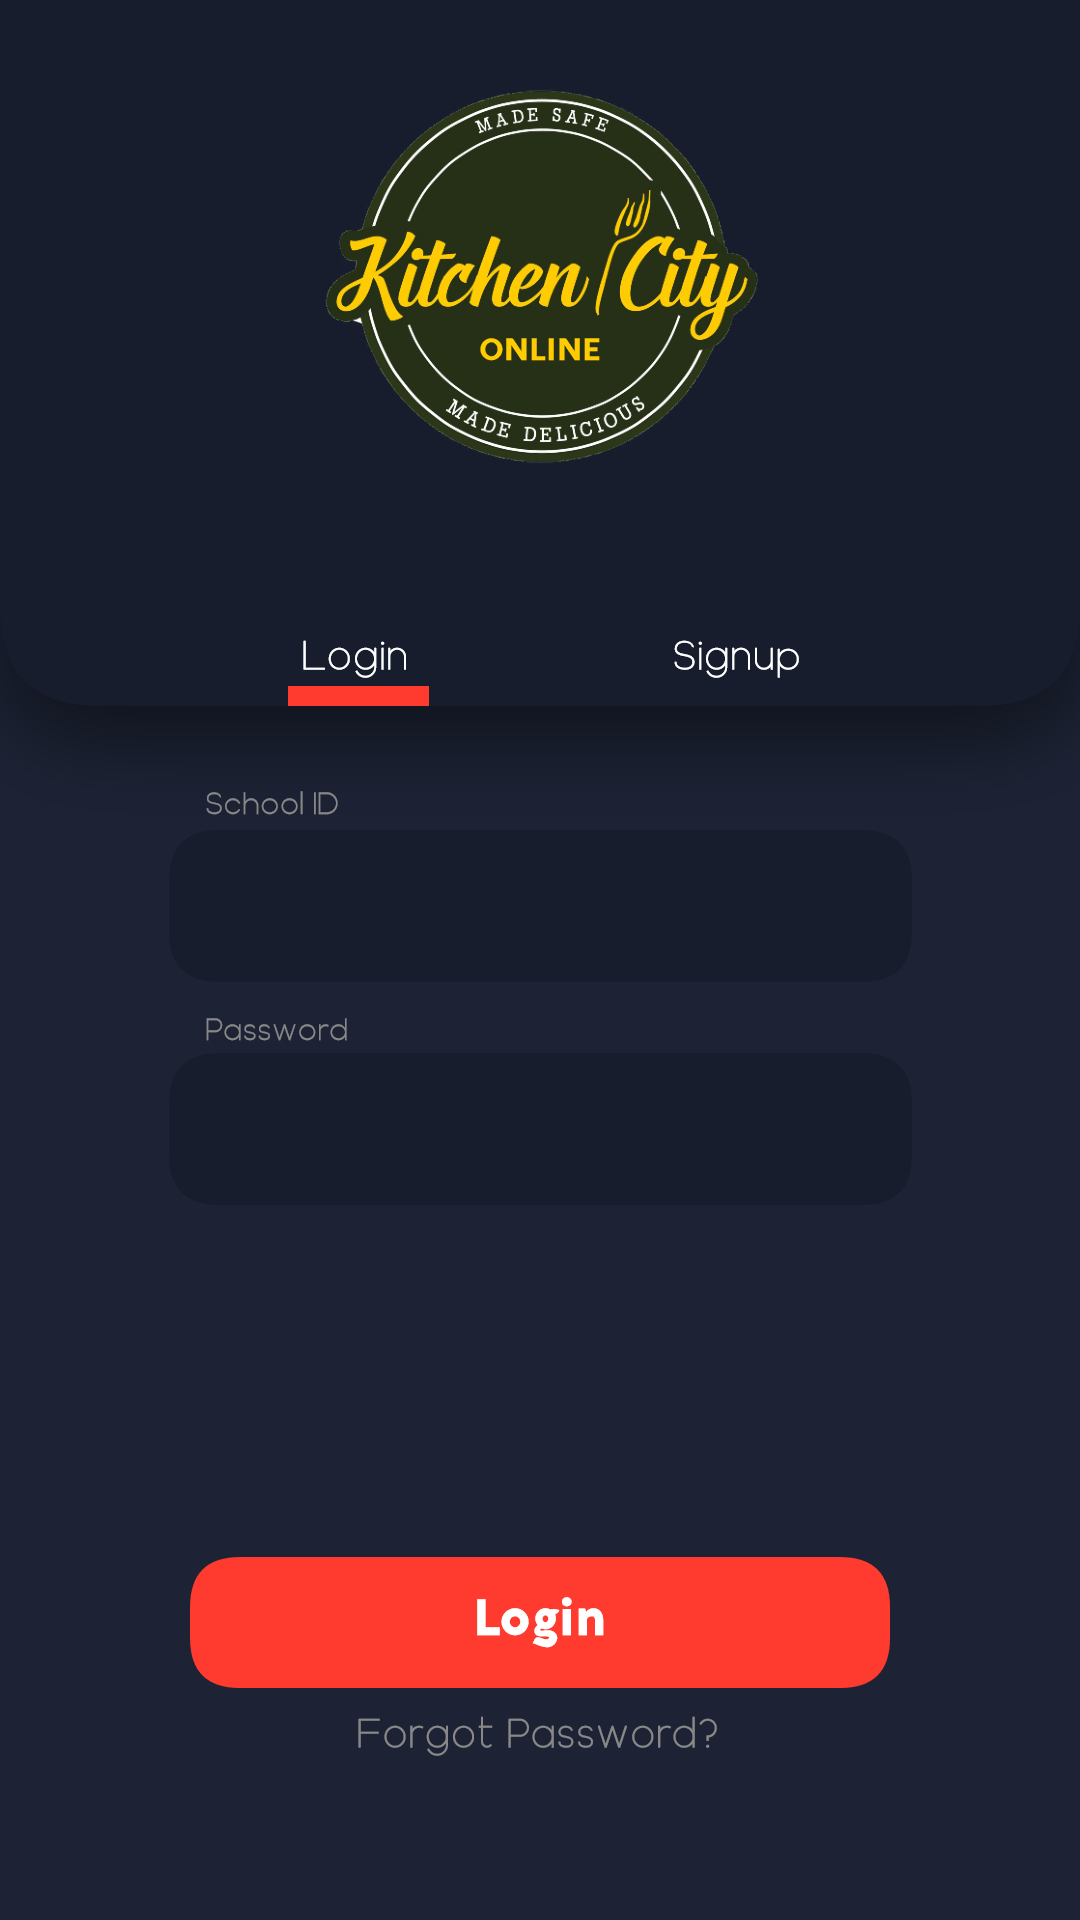 MADE SAFE
Kitchen City
ONLINE
MADE DELICIOUS
Login
Signup
School ID
Password
Login
Forgot Password?